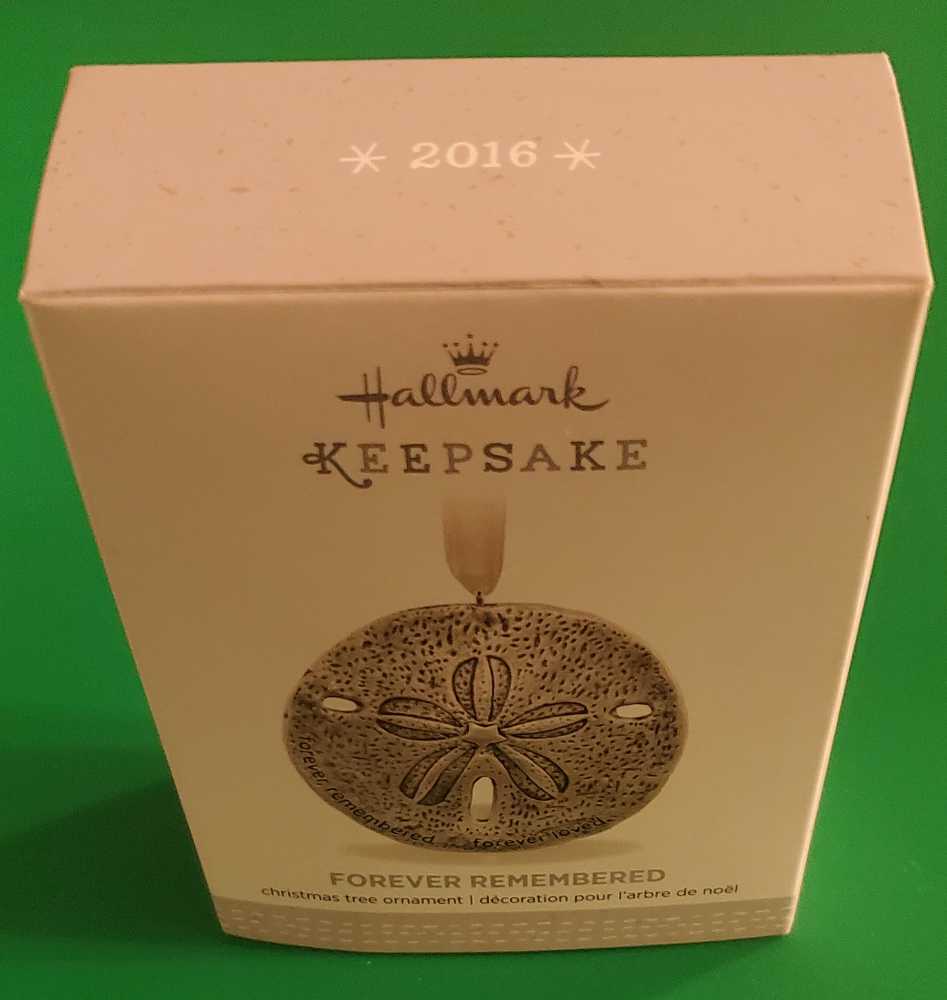 2016
Hallmark
KEEPSAKE
forever remembered forever loved
FOREVER REMEMBERED
christmas tree ornament | décoration pour l'arbre de noël